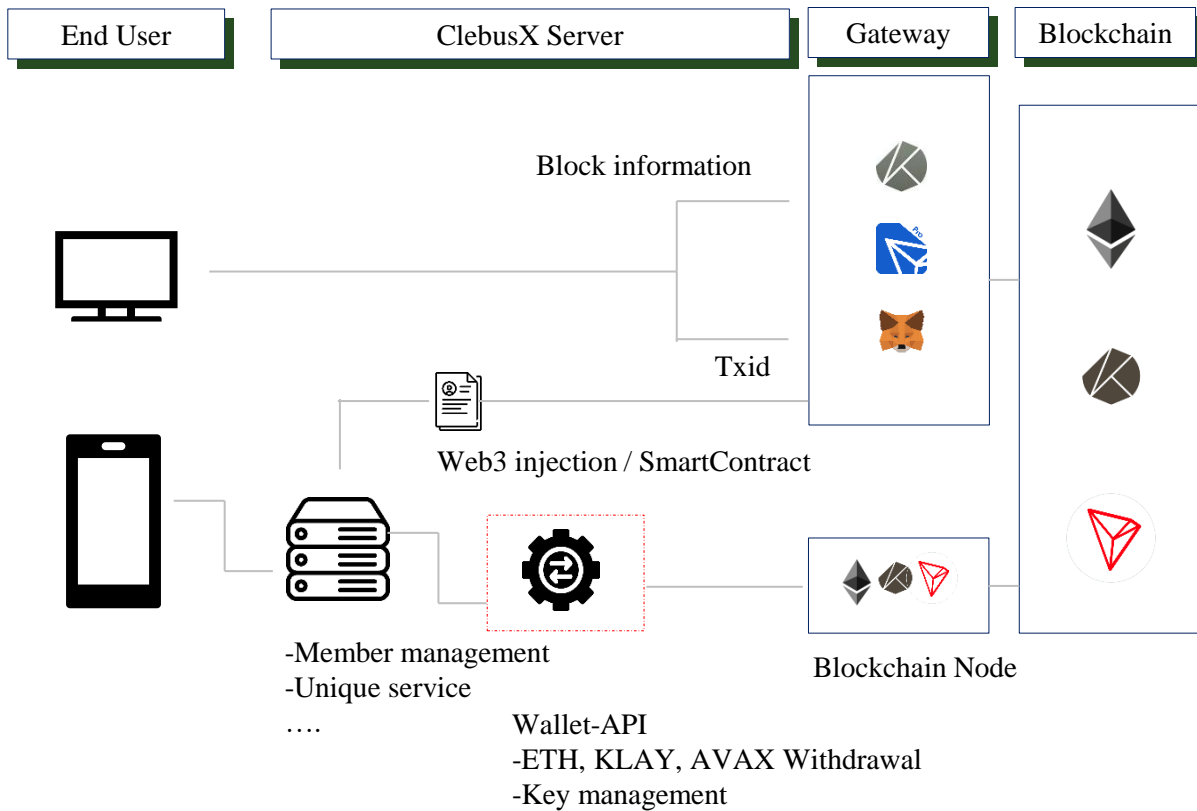 End User
ClebusX Server
Gateway
Blockchain
Block information
Pro
Txid
Web3 injection / SmartContract
-Member management
-Unique service
….
Blockchain Node
Wallet-API
-ETH, KLAY, AVAX Withdrawal
-Key management